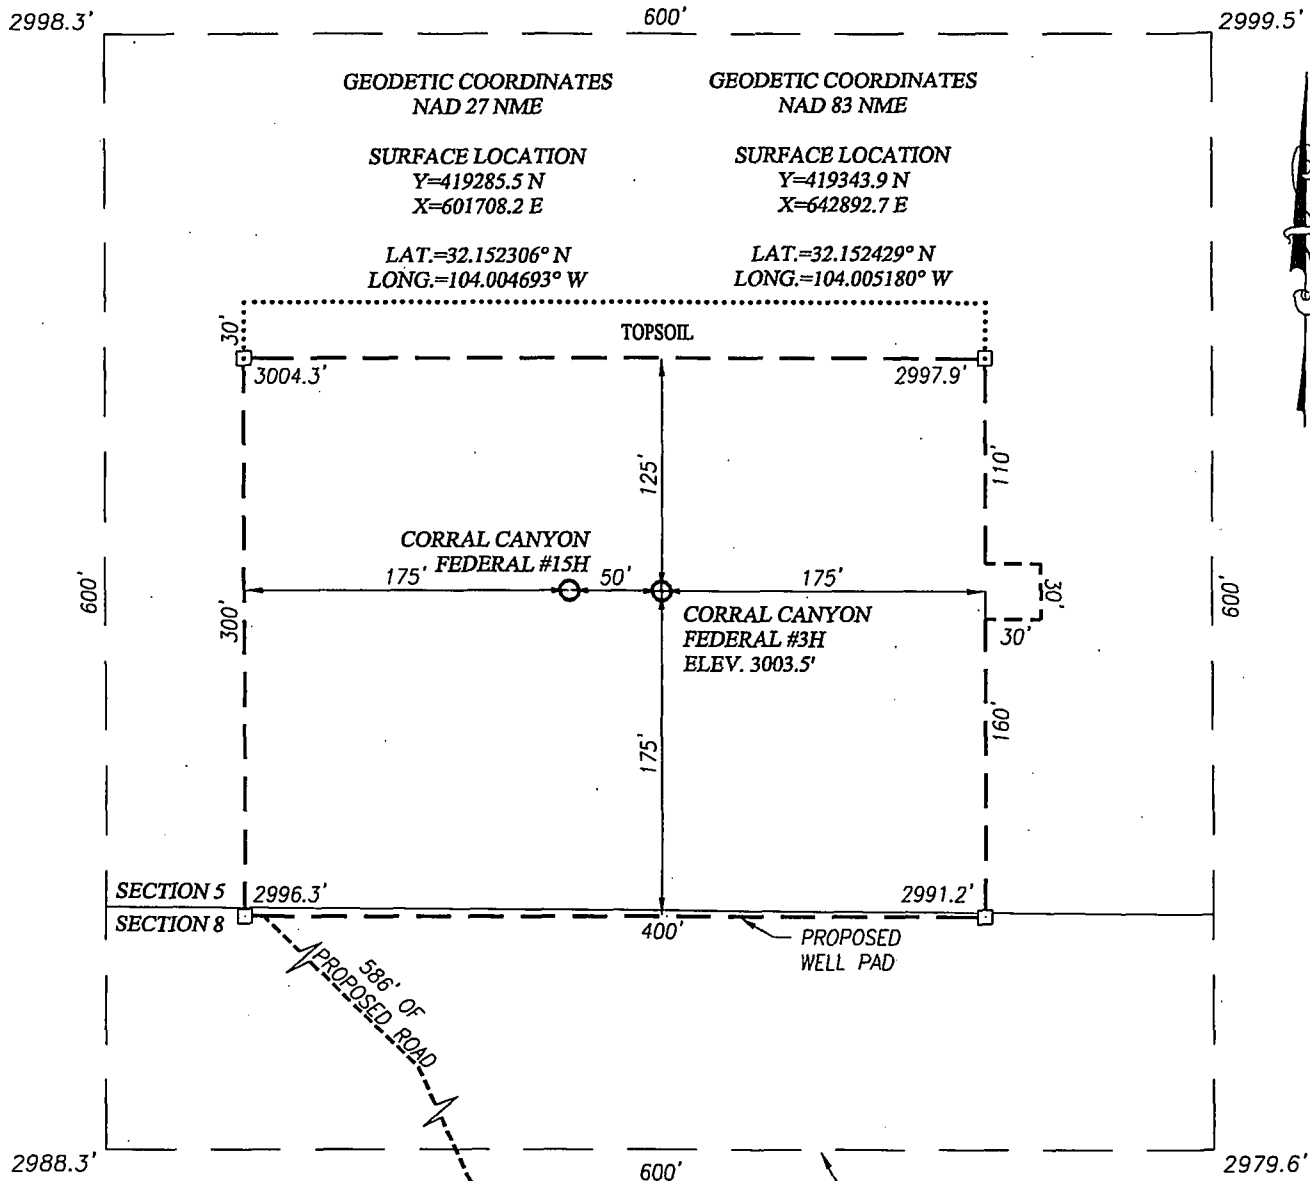 2998.3'
600'
2999.5'
GEODETIC COORDINATES
NAD 27 NME
SURFACE LOCATION
Y=419285.5 N
X=601708.2 E
LAT.=32.152306° N
LONG.=104.004693° W
GEODETIC COORDINATES
NAD 83 NME
SURFACE LOCATION
Y=419343.9 N
X=642892.7 E
LAT.=32.152429° N
LONG.=104.005180° W
30'
TOPSOIL
3004.3'
2997.9'
125'
110'
CORRAL CANYON
FEDERAL #15H
175'
50'
175'
600'
300'
30'
30'
600'
CORRAL CANYON
FEDERAL #3H
ELEV. 3003.5'
175'
160'
SECTION 5
2996.3'
2991.2'
SECTION 8
400'
PROPOSED
WELL PAD
586' OF
PROPOSED ROAD
2988.3'
600'
2979.6'